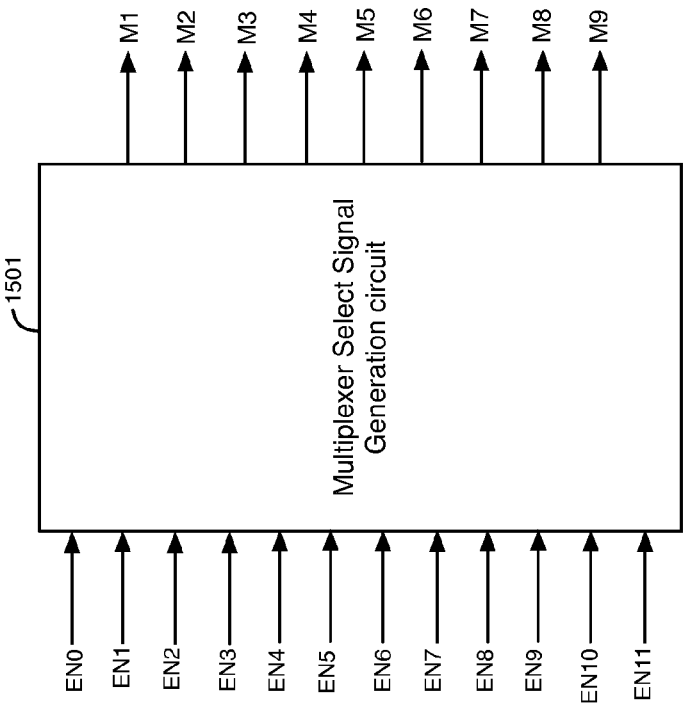 1501
Multiplexer Select Signal
Generation circuit
EN0
EN1
EN2
EN3
EN4
EN5
EN6
EN7
EN8
EN9
EN10
EN11
M1
M2
M3
M4
M5
M6
M7
M8
M9